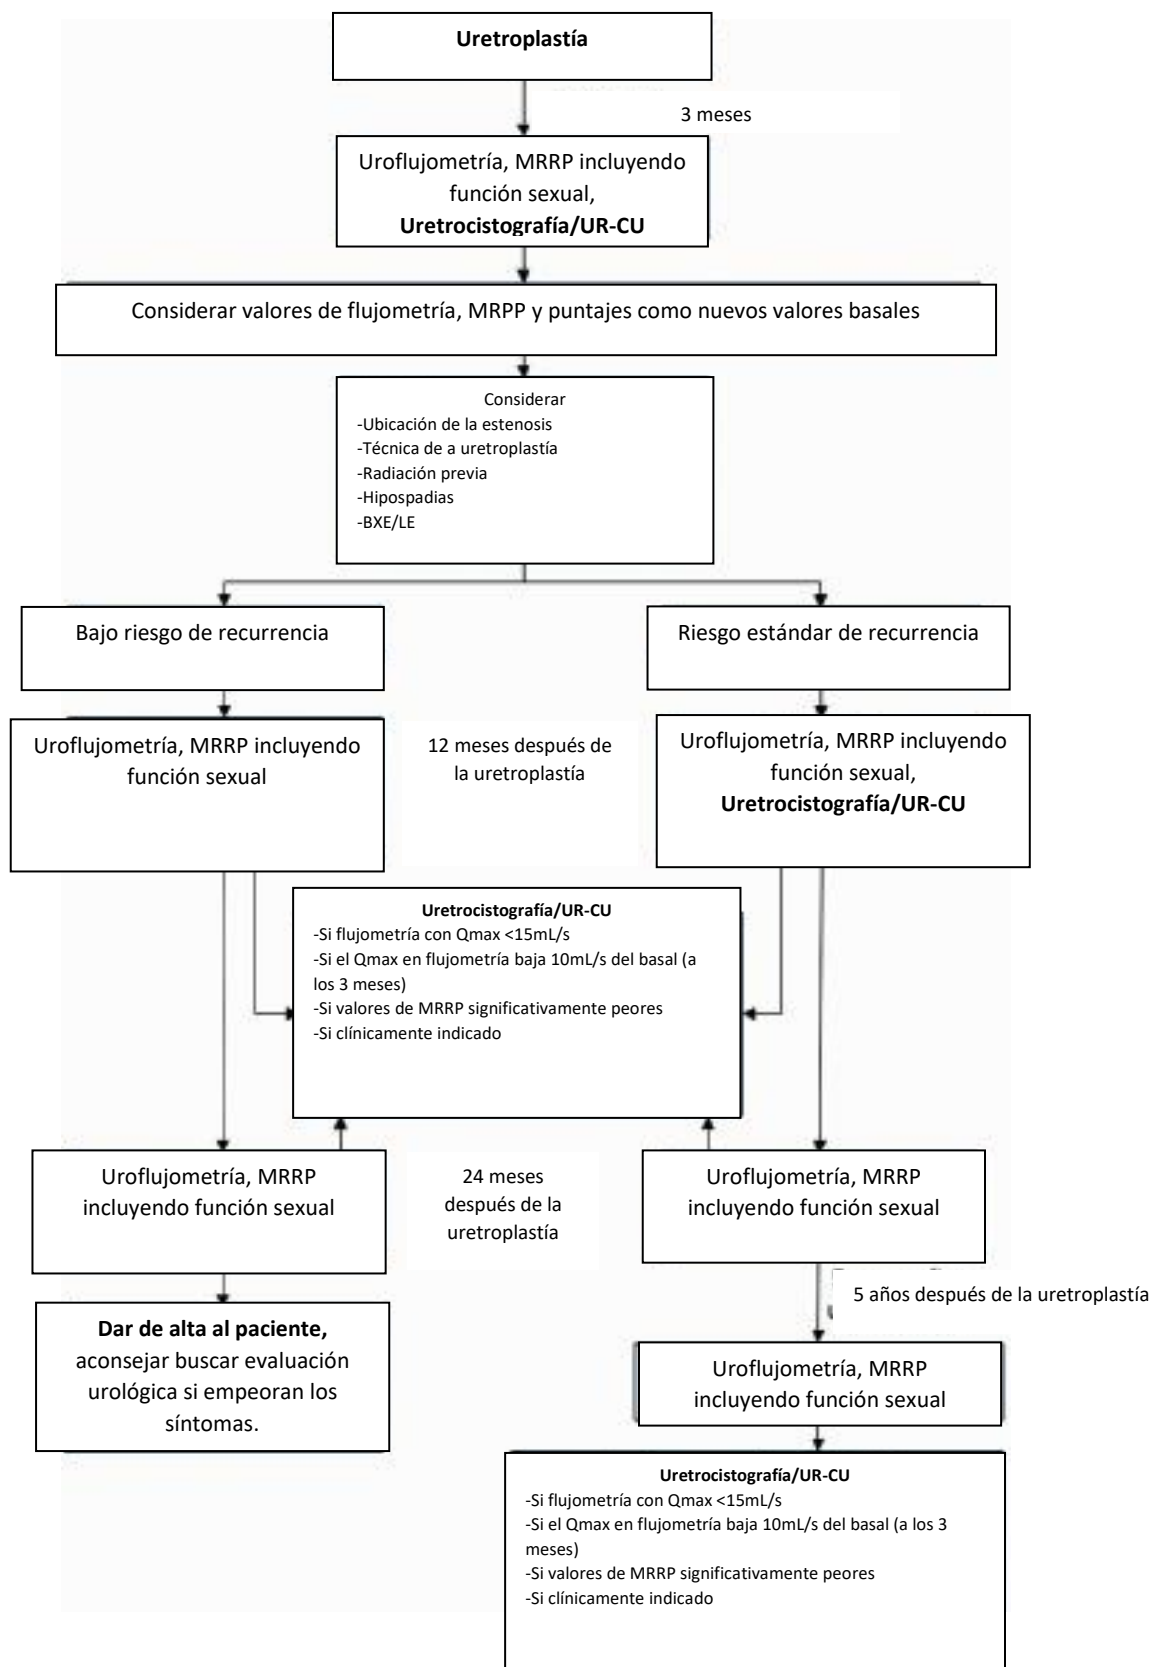 Uretroplastía
3 meses
Uroflujometría, MRRP incluyendo
función sexual,
Uretrocistografía/UR-CU
Considerar valores de flujometría, MRPP y puntajes como nuevos valores basales
Considerar
-Ubicación de la estenosis
-Técnica de a uretroplastía
-Radiación previa
-Hipospadias
-BXE/LE
Bajo riesgo de recurrencia
Riesgo estándar de recurrencia
Uroflujometría, MRRP incluyendo
función sexual
12 meses después de
la uretroplastía
Uroflujometría, MRRP incluyendo
función sexual,
Uretrocistografía/UR-CU
Uretrocistografía/UR-CU
-Si flujometría con Qmax <15mL/s
-Si el Qmax en flujometría baja 10mL/s del basal (a
los 3 meses)
-Si valores de MRRP significativamente peores
-Si clínicamente indicado
Uroflujometría, MRRP
incluyendo función sexual
24 meses
después de la
uretroplastía
Uroflujometría, MRRP
incluyendo función sexual
5 años después de la uretroplastía
Dar de alta al paciente,
aconsejar buscar evaluación
urológica si empeoran los
síntomas.
Uroflujometría, MRRP
incluyendo función sexual
Uretrocistografía/UR-CU
-Si flujometría con Qmax <15mL/s
-Si el Qmax en flujometría baja 10mL/s del basal (a los 3
meses)
-Si valores de MRRP significativamente peores
-Si clínicamente indicado